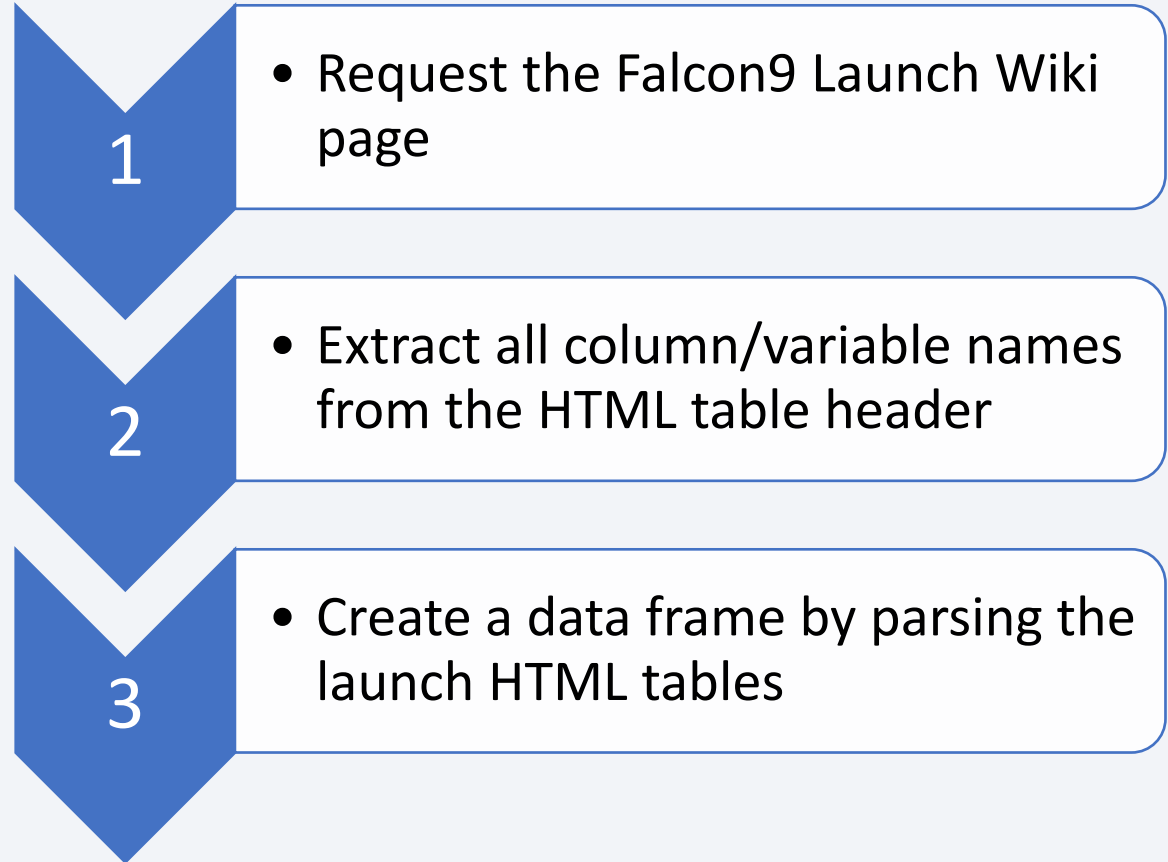 1
• Request the Falcon9 Launch Wiki
page
2
• Extract all column/variable names
from the HTML table header
3
• Create a data frame by parsing the
launch HTML tables